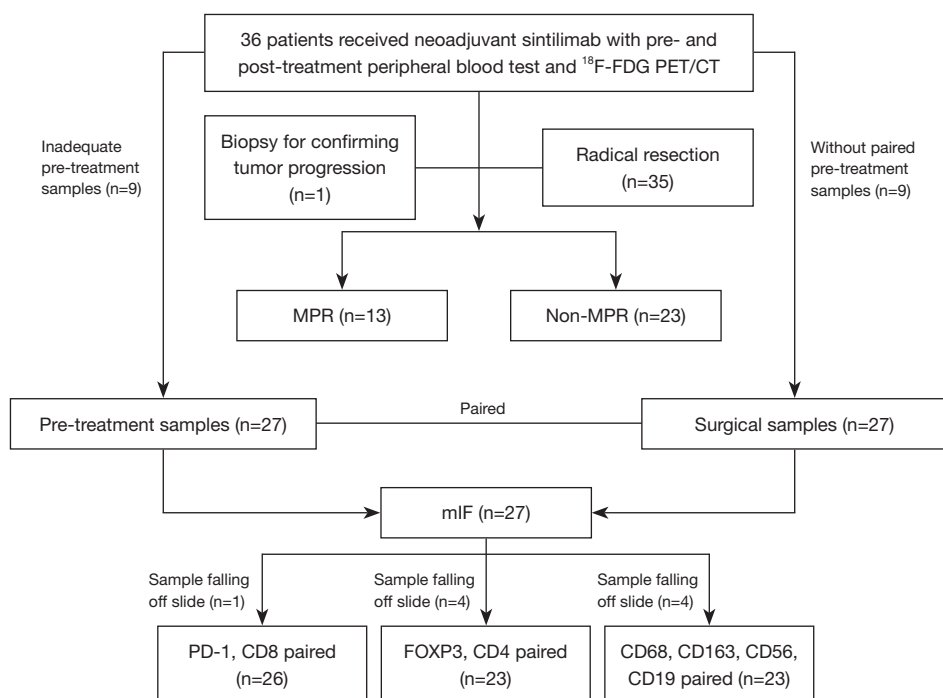 36 patients received neoadjuvant sintilimab with pre- and
post-treatment peripheral blood test and ¹⁸F-FDG PET/CT
Inadequate
pre-treatment
samples (n=9)
Biopsy for confirming
tumor progression
(n=1)
Radical resection
(n=35)
Without paired
pre-treatment
samples (n=9)
MPR (n=13)
Non-MPR (n=23)
Pre-treatment samples (n=27)
Paired
Surgical samples (n=27)
mIF (n=27)
Sample falling
off slide (n=1)
Sample falling
off slide (n=4)
Sample falling
off slide (n=4)
PD-1, CD8 paired
(n=26)
FOXP3, CD4 paired
(n=23)
CD68, CD163, CD56,
CD19 paired (n=23)